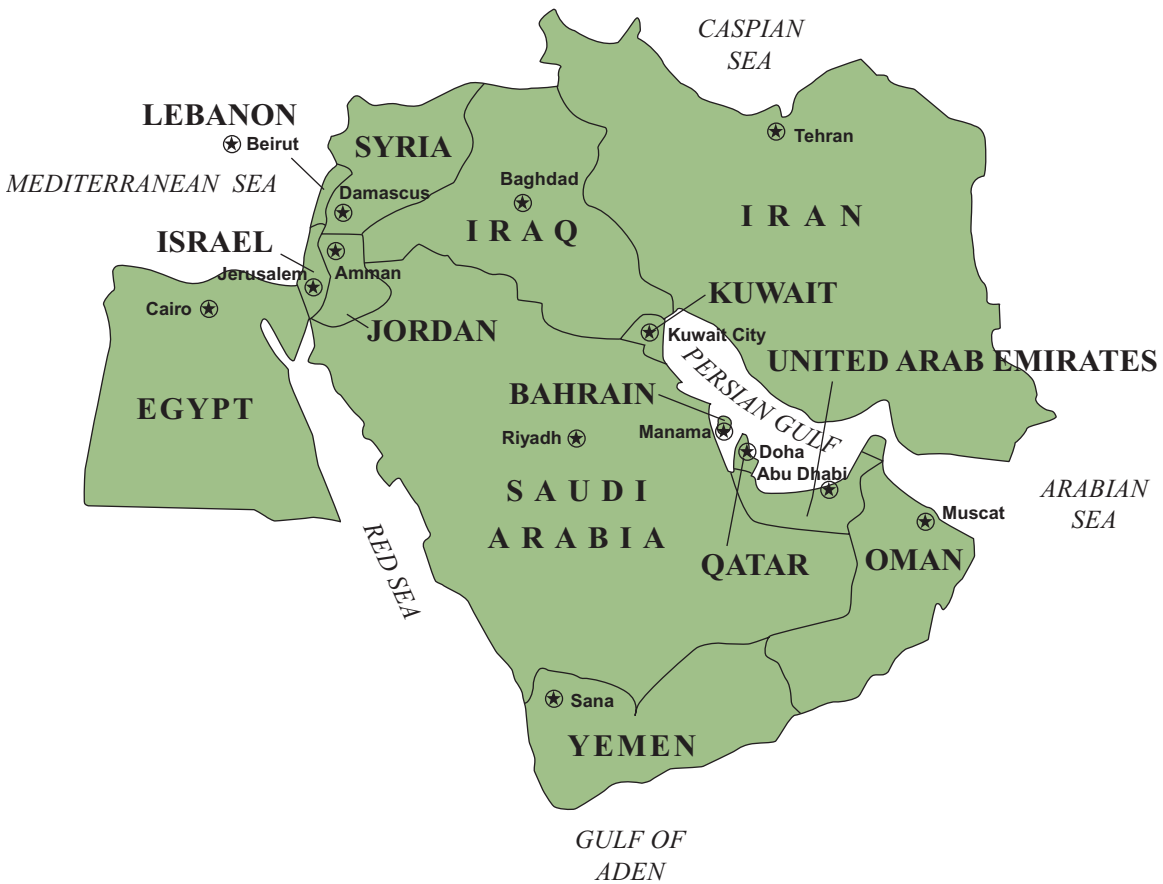 CASPIAN
SEA
LEBANON
Beirut
Tehran
SYRIA
MEDITERRANEAN SEA
Baghdad
Damascus
IRAN
IRAQ
ISRAEL
Jerusalem
Amman
KUWAIT
Cairo
JORDAN
Kuwait City
UNITED ARAB EMIRATES
PERSIAN GULF
BAHRAIN
EGYPT
Manama
Riyadh
Doha
Abu Dhabi
SAUDI
ARABIA
ARABIAN
SEA
Muscat
RED SEA
QATAR
OMAN
Sana
YEMEN
GULF OF
ADEN